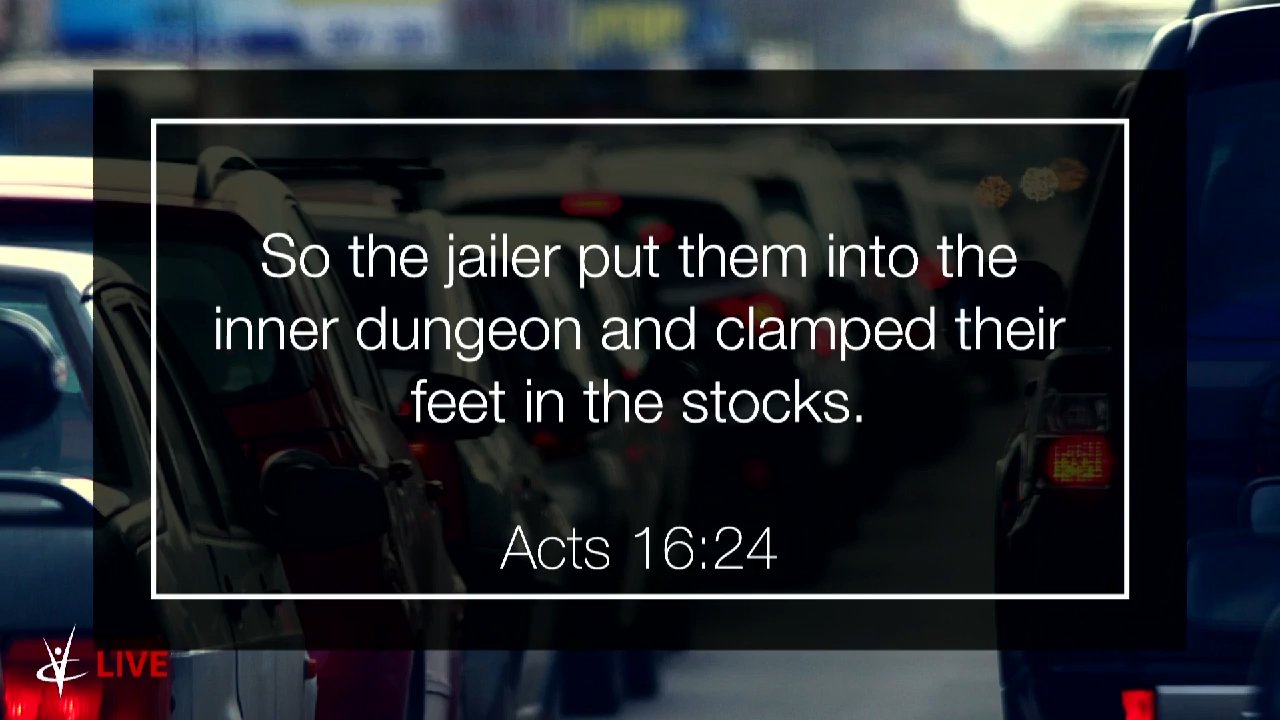 So the jailer put them into the
inner dungeon and clamped their
feet in the stocks.
Acts 16:24
LIVE